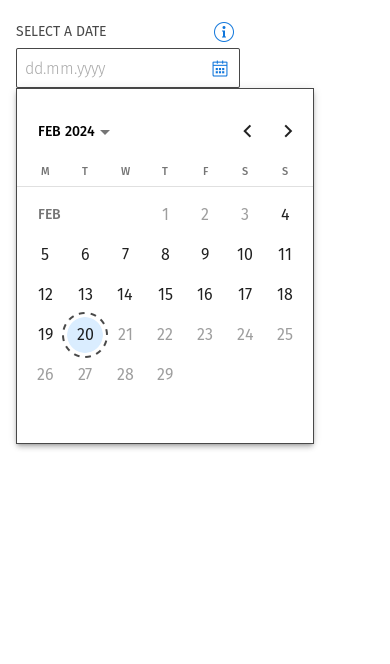 SELECT A DATE
dd.mm.yyyy
FEB 2024
M T W T F S S
FEB 1 2 3 4
5 6 7 8 9 10 11
12 13 14 15 16 17 18
19 20 21 22 23 24 25
26 27 28 29